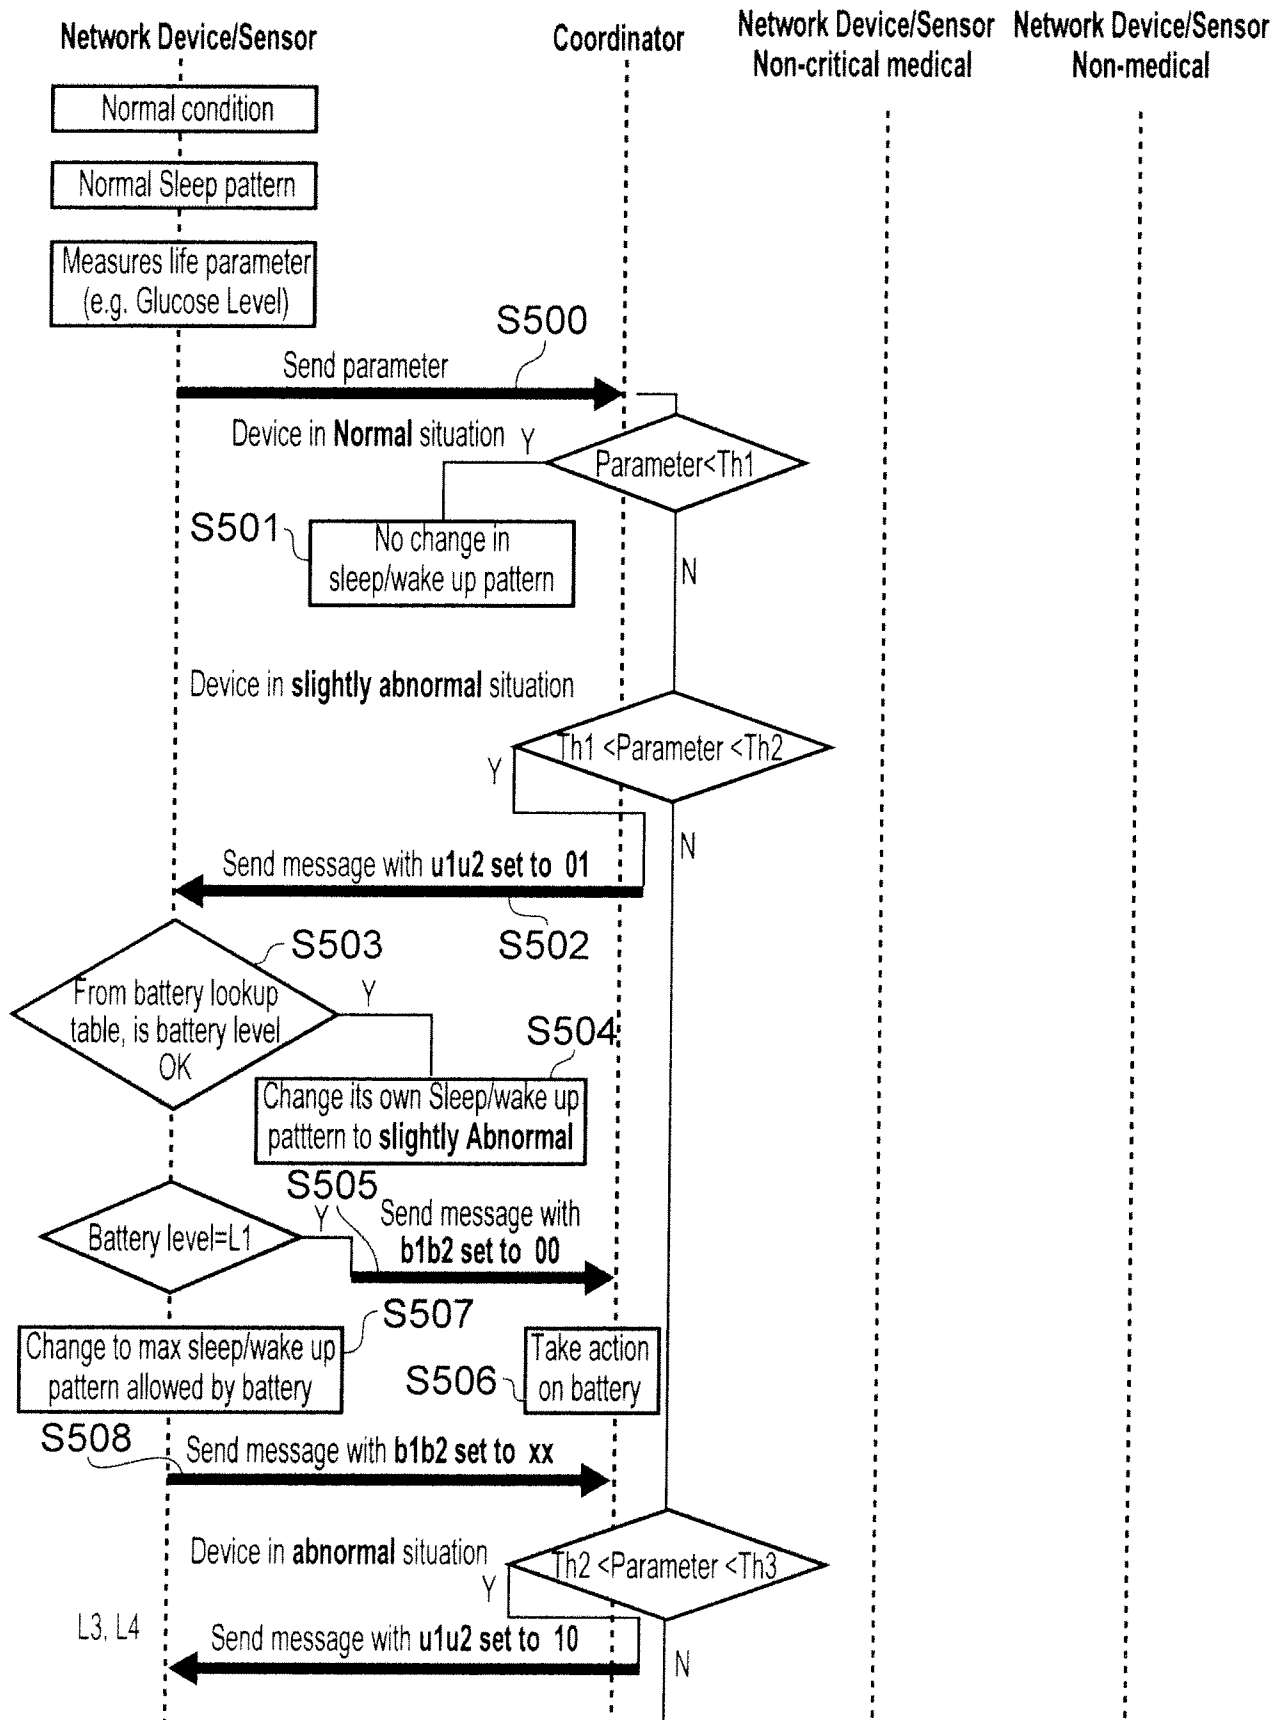 Network Device/Sensor
Coordinator
Network Device/Sensor
Non-critical medical
Network Device/Sensor
Non-medical
Normal condition
Normal Sleep pattern
Measures life parameter
(e.g. Glucose Level)
S500
Send parameter
Device in Normal situation
Y
Parameter<Th1
S501
No change in
sleep/wake up pattern
N
Device in slightly abnormal situation
Th1 <Parameter <Th2
Y
N
Send message with u1u2 set to 01
S502
S503
From battery lookup
table, is battery level
OK
Y
S504
Change its own Sleep/wake up
patttern to slightly Abnormal
S505
Y
Send message with
b1b2 set to 00
Battery level=L1
S507
Change to max sleep/wake up
pattern allowed by battery
S506
Take action
on battery
S508
Send message with b1b2 set to xx
Device in abnormal situation
Th2 <Parameter <Th3
Y
L3, L4
Send message with u1u2 set to 10
N